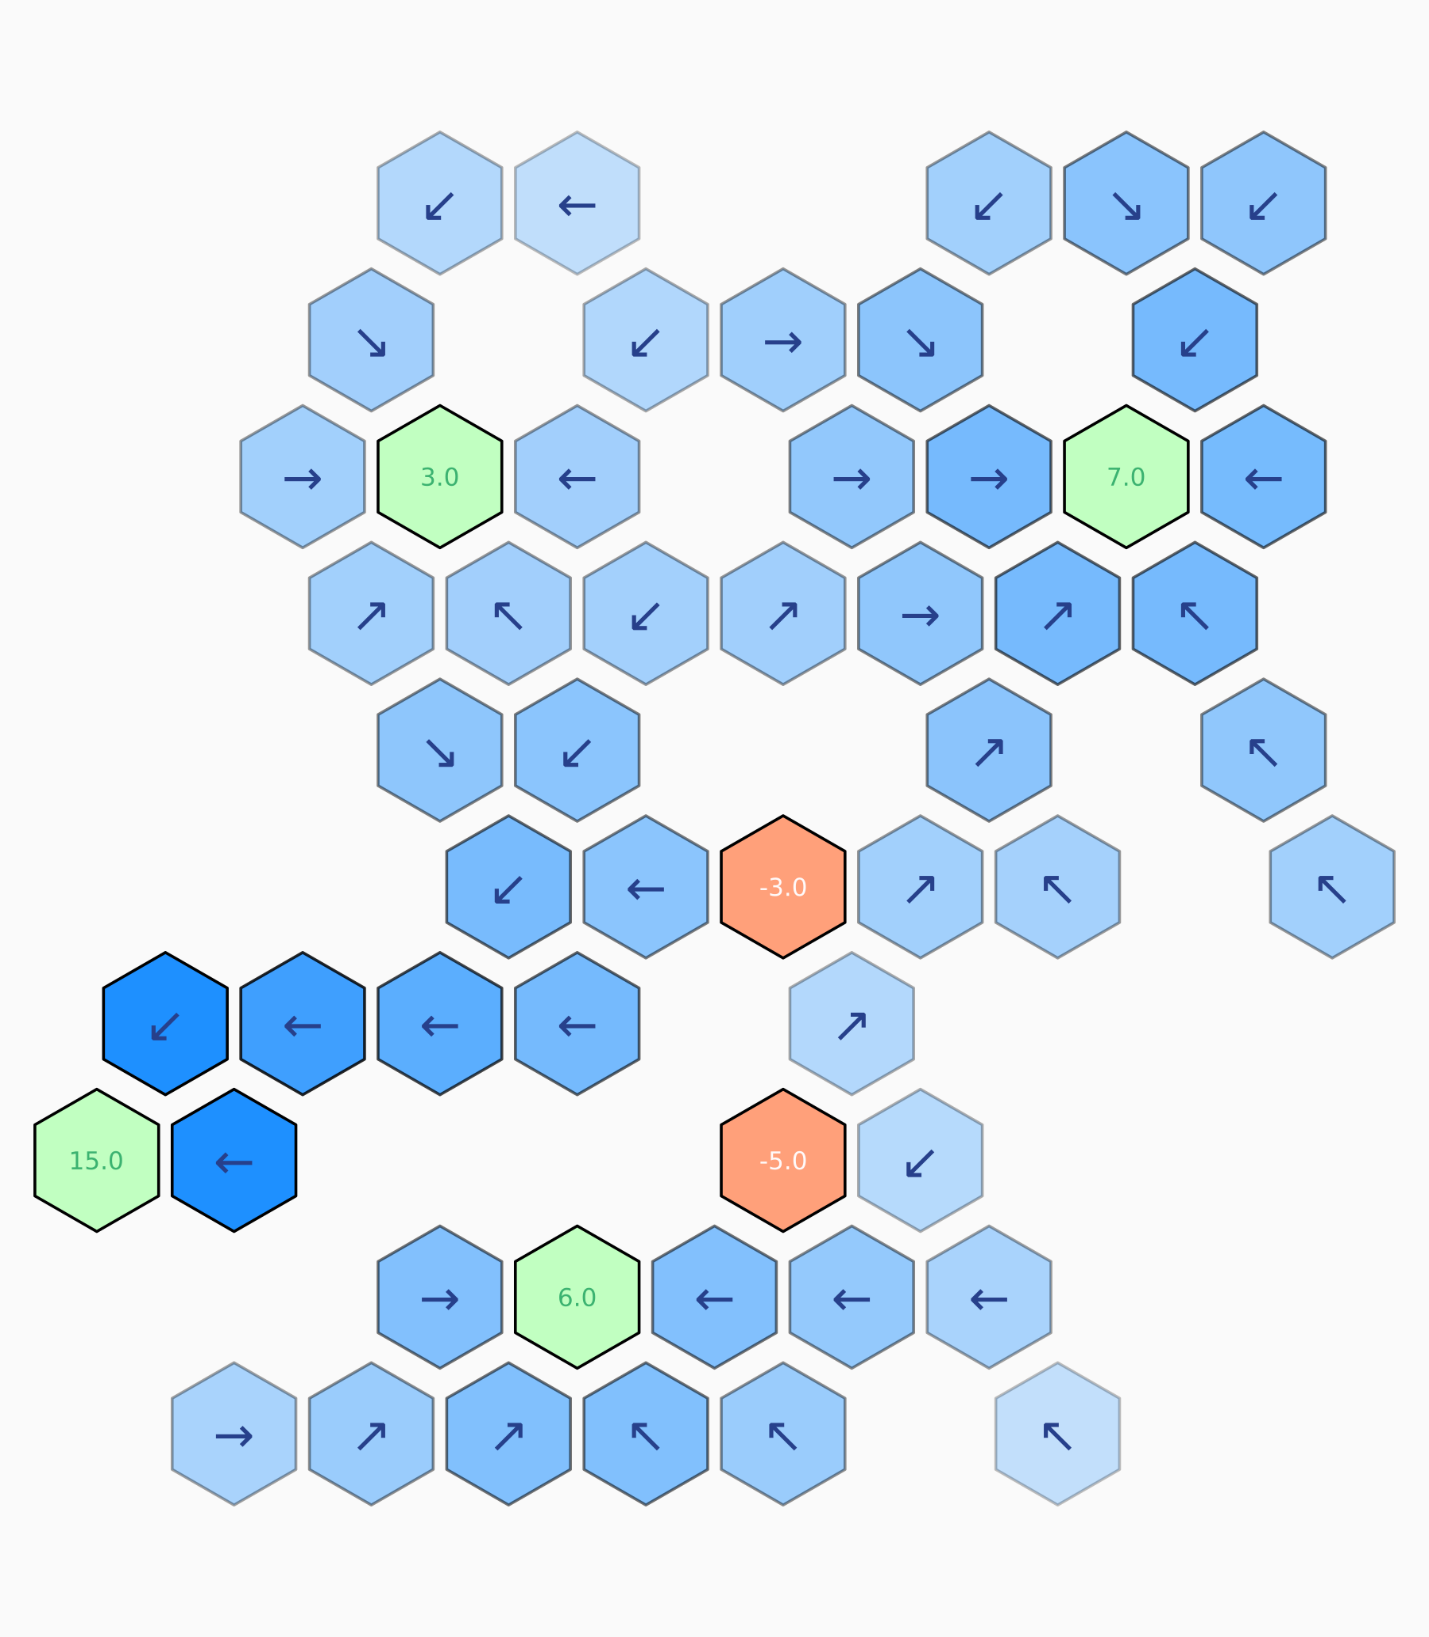 ↙ ← ↙ ↘ ↙
↘ ↙ → ↘ ↙
→ 3.0 ← → → 7.0 ←
↗ ↖ ↙ ↗ → ↗ ↖
↘ ↙ ↗ ↖
↙ ← -3.0 ↗ ↖ ↖
↙ ← ← ← ↗
15.0 ← -5.0 ↙
→ 6.0 ← ← ←
→ ↗ ↗ ↖ ↖ ↖